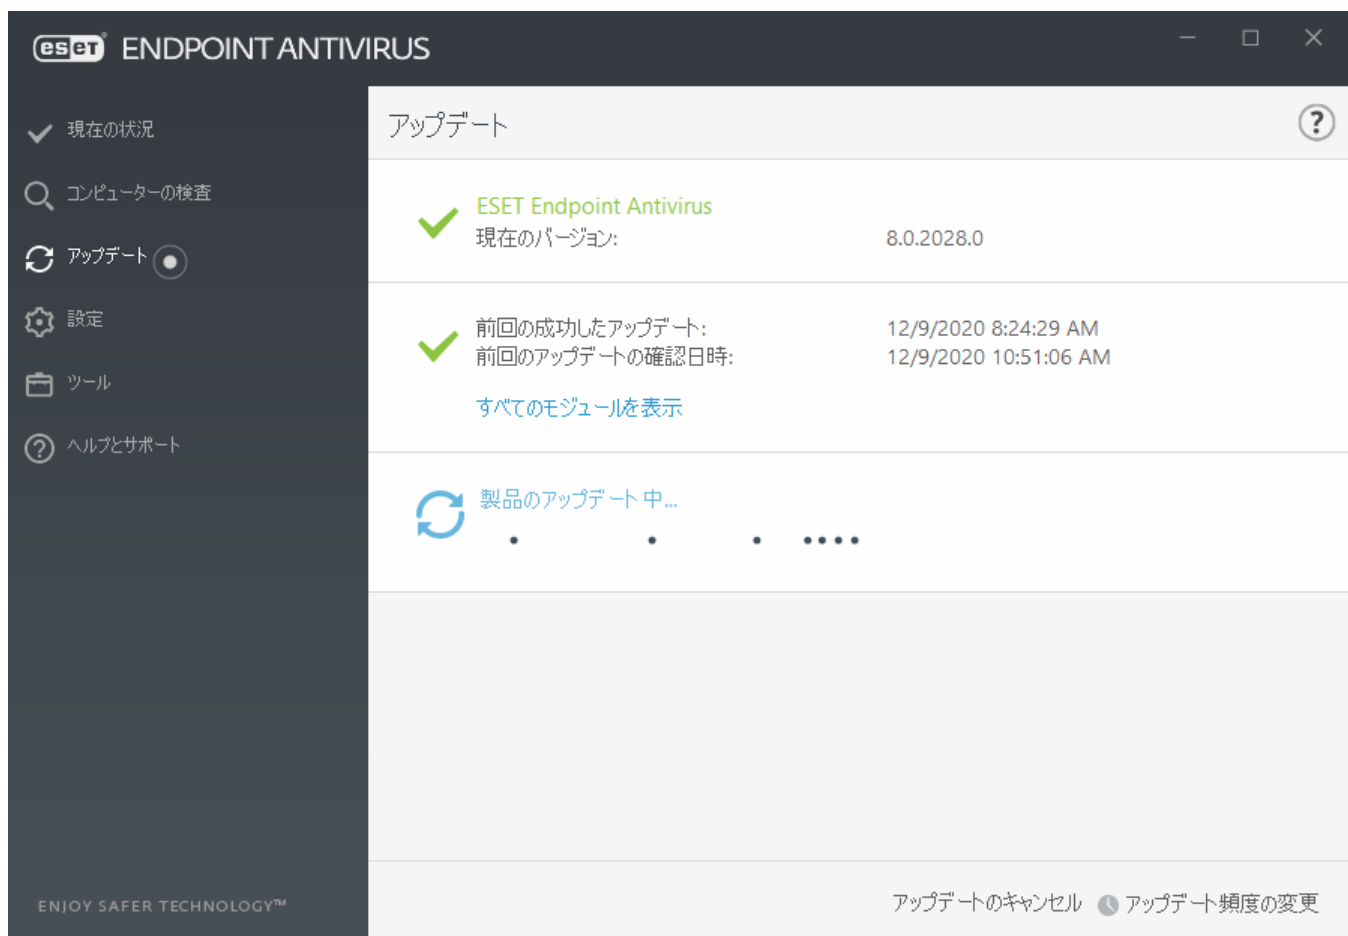 eset ENDPOINT ANTIVIRUS
現在の状況
コンピューターの検査
アップデート
設定
ツール
ヘルプとサポート
ENJOY SAFER TECHNOLOGY™
アップデート
?
ESET Endpoint Antivirus
現在のバージョン: 8.0.2028.0
前回の成功したアップデート: 12/9/2020 8:24:29 AM
前回のアップデートの確認日時: 12/9/2020 10:51:06 AM
すべてのモジュールを表示
製品のアップデート 中...
アップデートのキャンセル アップデート頻度の変更